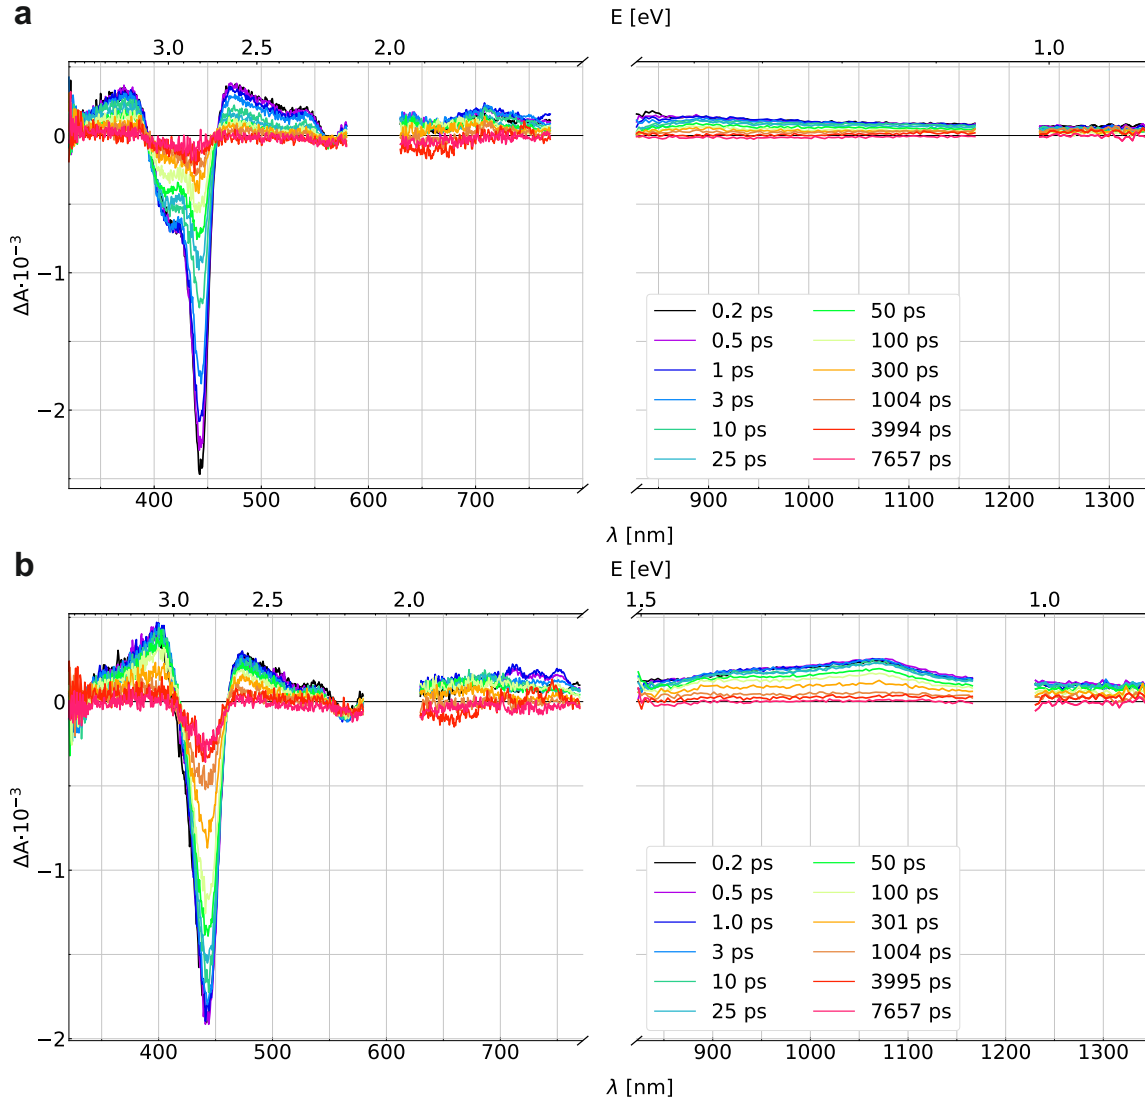 a
E [eV]
3.0 2.5 2.0 1.0
0
−1
−2
ΔA·10⁻³
0.2 ps 50 ps
0.5 ps 100 ps
1 ps 300 ps
3 ps 1004 ps
10 ps 3994 ps
25 ps 7657 ps
400 500 600 700 900 1000 1100 1200 1300
λ [nm]
b
E [eV]
3.0 2.5 2.0 1.5 1.0
0
−1
−2
ΔA·10⁻³
0.2 ps 50 ps
0.5 ps 100 ps
1.0 ps 301 ps
3 ps 1004 ps
10 ps 3995 ps
25 ps 7657 ps
400 500 600 700 900 1000 1100 1200 1300
λ [nm]